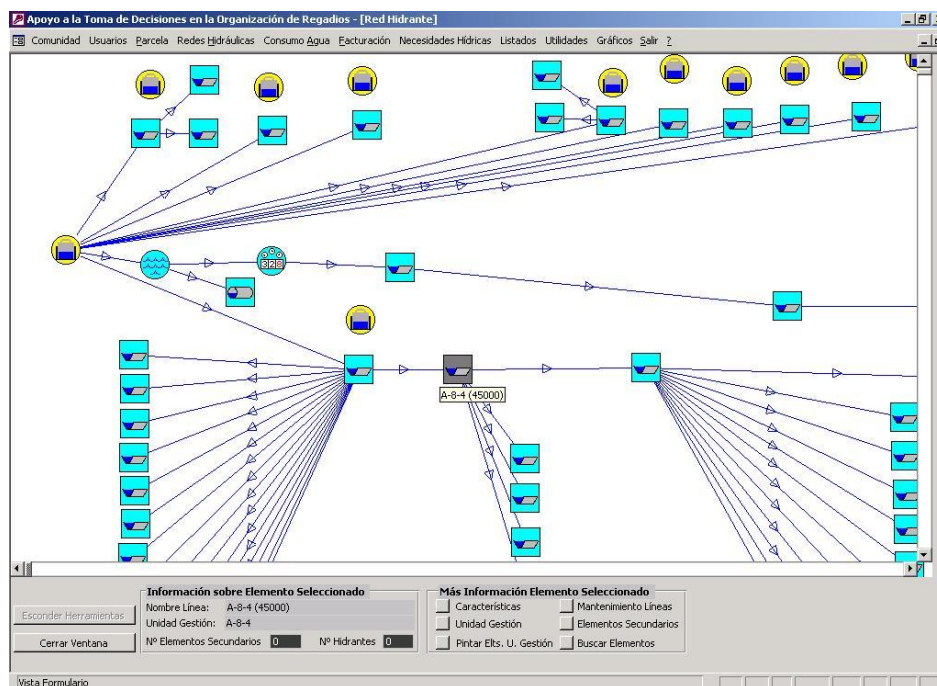 Apoyo a la Toma de Decisiones en la Organización de Regadios - [Red Hidrante]
Comunidad Usuarios Parcela Redes Hidráulicas Consumo Agua Facturación Necesidades Hídricas Listados Utilidades Gráficos Salir ?
328
A-8-4 (45000)
Información sobre Elemento Seleccionado
Nombre Línea: A-8-4 (45000)
Unidad Gestión: A-8-4
Nº Elementos Secundarios 0 Nº Hidrantes 0
Más Información Elemento Seleccionado
Características Mantenimiento Líneas
Unidad Gestión Elementos Secundarios
Pintar Elts. U. Gestión Buscar Elementos
Esconder Herramientas
Cerrar Ventana
Vista Formulario